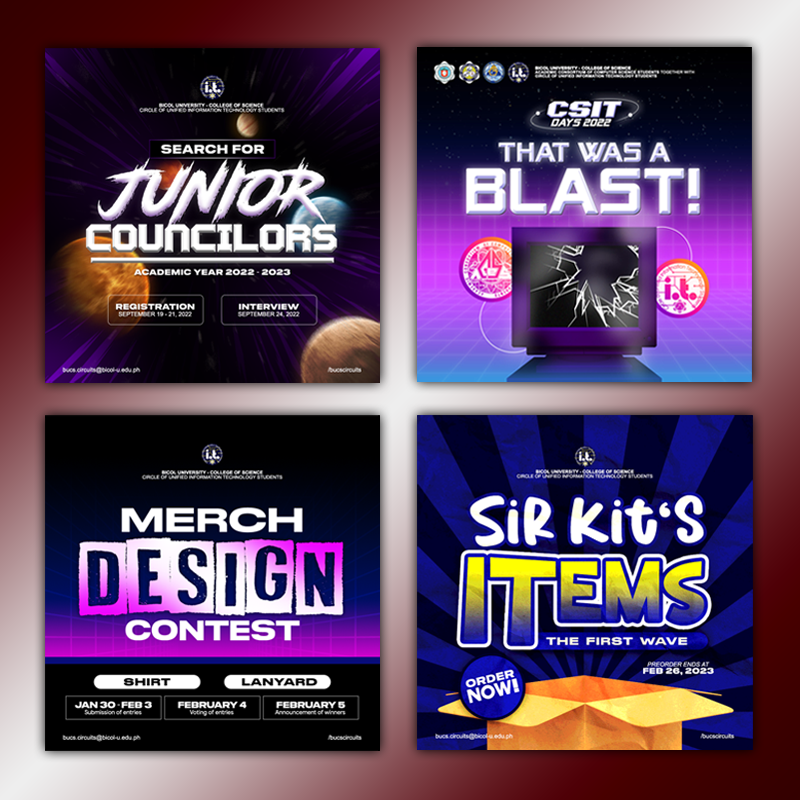 i.t.
BICOL UNIVERSITY - COLLEGE OF SCIENCE
CIRCLE OF UNIFIED INFORMATION TECHNOLOGY STUDENTS
SEARCH FOR
JUNIOR
COUNCILORS
ACADEMIC YEAR 2022 - 2023
REGISTRATION
SEPTEMBER 19 - 21, 2022
INTERVIEW
SEPTEMBER 24, 2022
bucs.circuits@bicol-u.edu.ph
/bucscircuits
i.t.
BICOL UNIVERSITY - COLLEGE OF SCIENCE
ACADEMIC CONSORTIUM OF COMPUTER SCIENCE STUDENTS TOGETHER WITH
CIRCLE OF UNIFIED INFORMATION TECHNOLOGY STUDENTS
CSIT
DAYS 2022
THAT WAS A
BLAST!
i.t.
i.t.
BICOL UNIVERSITY - COLLEGE OF SCIENCE
CIRCLE OF UNIFIED INFORMATION TECHNOLOGY STUDENTS
MERCH
DESIGN
CONTEST
SHIRT
LANYARD
JAN 30 - FEB 3
Submission of entries
FEBRUARY 4
Voting of entries
FEBRUARY 5
Announcement of winners
bucs.circuits@bicol-u.edu.ph
/bucscircuits
i.t.
BICOL UNIVERSITY - COLLEGE OF SCIENCE
CIRCLE OF UNIFIED INFORMATION TECHNOLOGY STUDENTS
SiR Kit‘S
ITEMS
THE FIRST WAVE
PREORDER ENDS AT
FEB 26, 2023
ORDER
NOW!
bucs.circuits@bicol-u.edu.ph
/bucscircuits